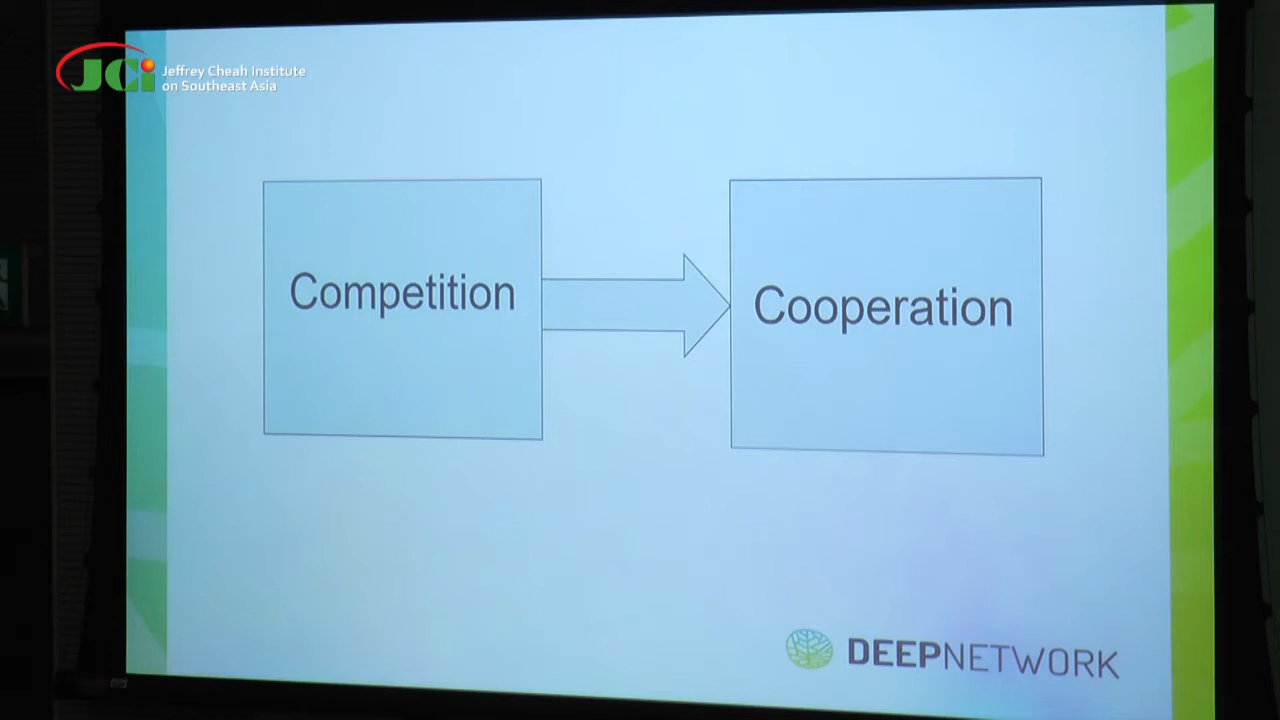 JCi
Jeffrey Cheah Institute
on Southeast Asia
Competition
Cooperation
DEEPNETWORK